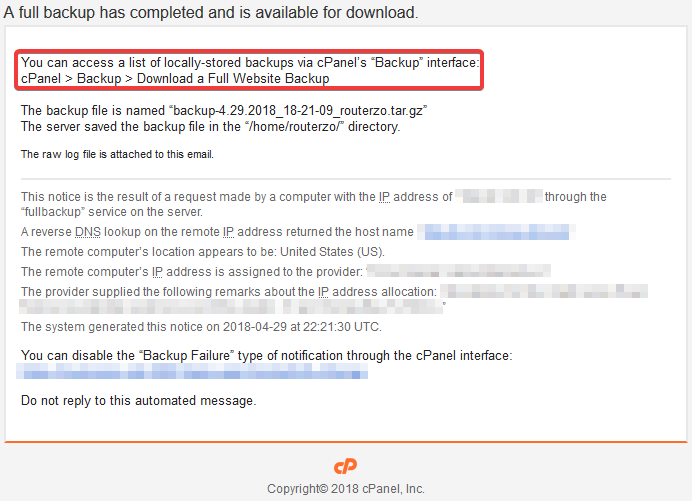 A full backup has completed and is available for download.
You can access a list of locally-stored backups via cPanel's “Backup” interface:
cPanel > Backup > Download a Full Website Backup
The backup file is named “backup-4.29.2018_18-21-09_routerzo.tar.gz”
The server saved the backup file in the “/home/routerzo/” directory.
The raw log file is attached to this email.
This notice is the result of a request made by a computer with the IP address of “ through the
“fullbackup” service on the server.
A reverse DNS lookup on the remote IP address returned the host name
The remote computer's location appears to be: United States (US).
The remote computer's IP address is assigned to the provider: “
The provider supplied the following remarks about the IP address allocation:
”
The system generated this notice on 2018-04-29 at 22:21:30 UTC.
You can disable the “Backup Failure” type of notification through the cPanel interface:
Do not reply to this automated message.
cP
Copyright© 2018 cPanel, Inc.